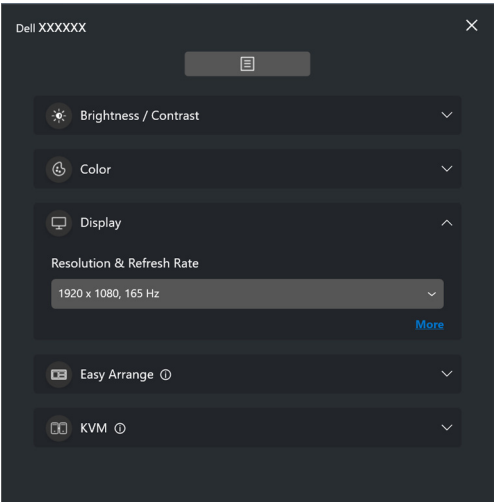 Dell XXXXXX
Brightness / Contrast
Color
Display
Resolution & Refresh Rate
1920 x 1080, 165 Hz
More
Easy Arrange
KVM